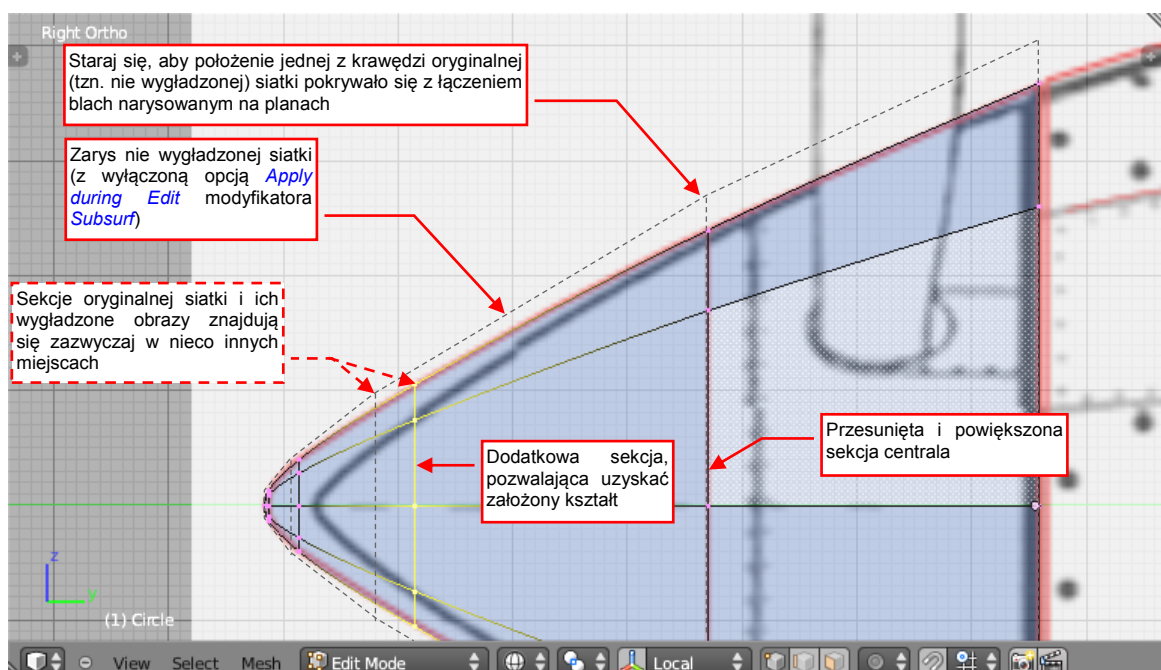 Right Ortho
Staraj się, aby położenie jednej z krawędzi oryginalnej
(tzn. nie wygładzonej) siatki pokrywało się z łączeniem
blach narysowanym na planach
Zarys nie wygładzonej siatki
(z wyłączoną opcją Apply
during Edit modyfikatora
Subsurf)
Sekcje oryginalnej siatki i ich
wygładzone obrazy znajdują
się zazwyczaj w nieco innych
miejscach
Dodatkowa sekcja,
pozwalająca uzyskać
założony kształt
Przesunięta i powiększona
sekcja centrala
z
y
(1) Circle
View Select Mesh Edit Mode Local